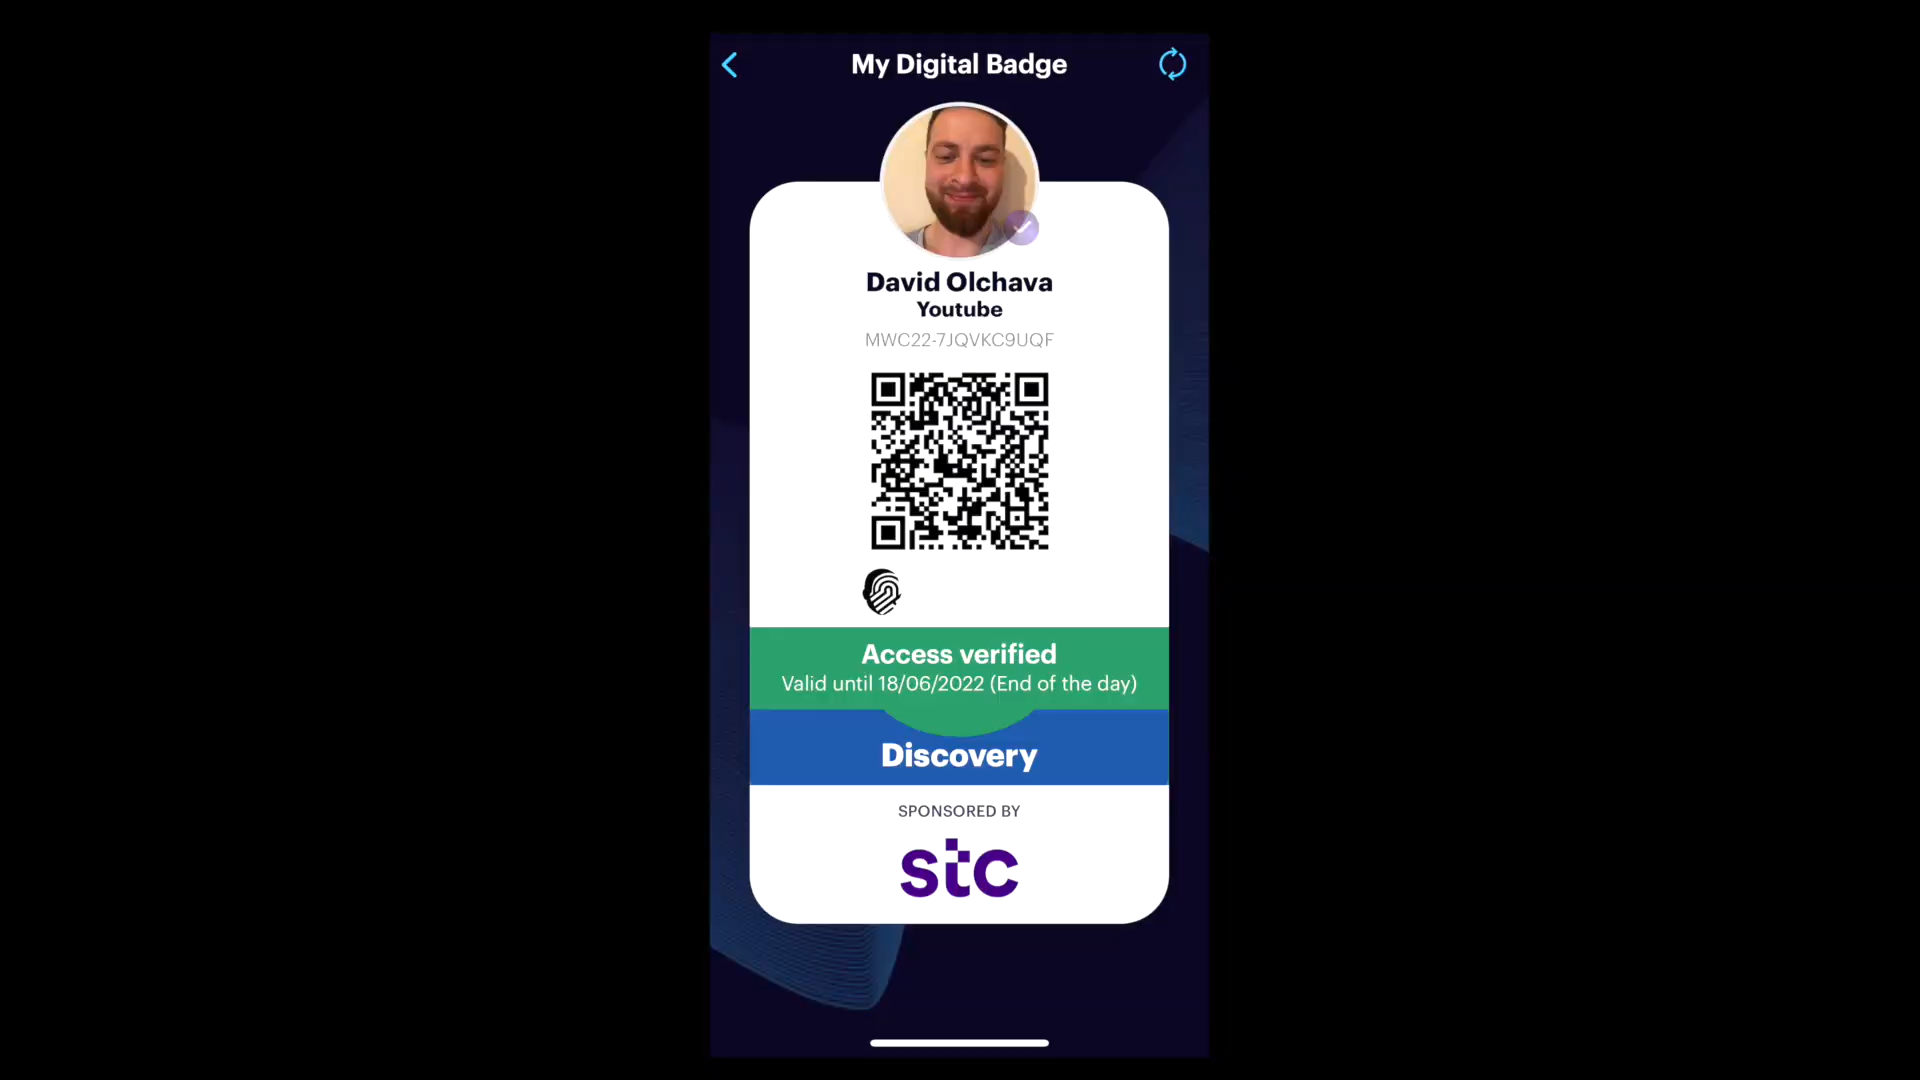 My Digital Badge
David Olchava
Youtube
MWC22-7JQVKC9UQF
Access verified
Valid until 18/06/2022 (End of the day)
Discovery
SPONSORED BY
stc